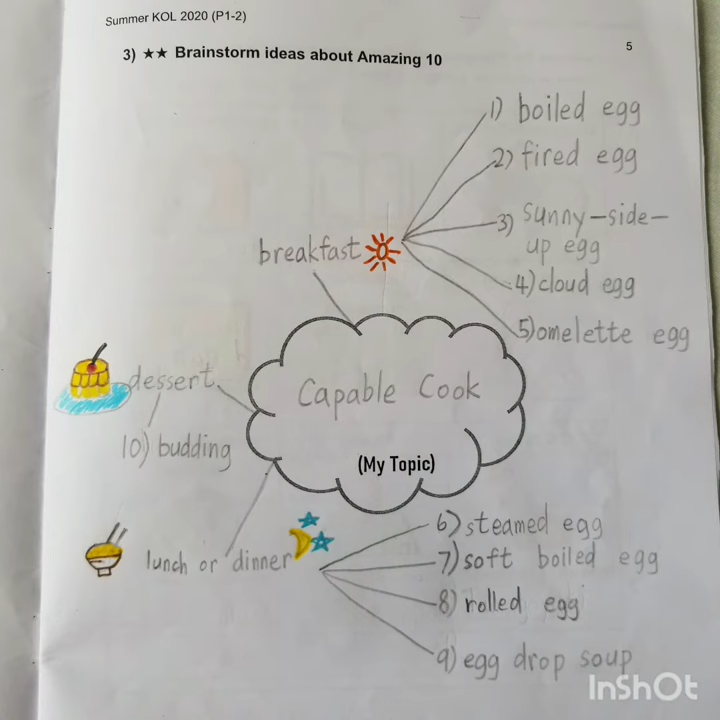 Summer KOL 2020 (P1-2)
5
3) ★★ Brainstorm ideas about Amazing 10
1) boiled egg
2) fired egg
3) sunny-side-
up egg
breakfast
4) cloud egg
5) omelette egg
dessert
Capable Cook
10) budding
(My Topic)
6) steamed egg
lunch or dinner
7) soft boiled egg
8) rolled egg
9) egg drop soup
InShOt